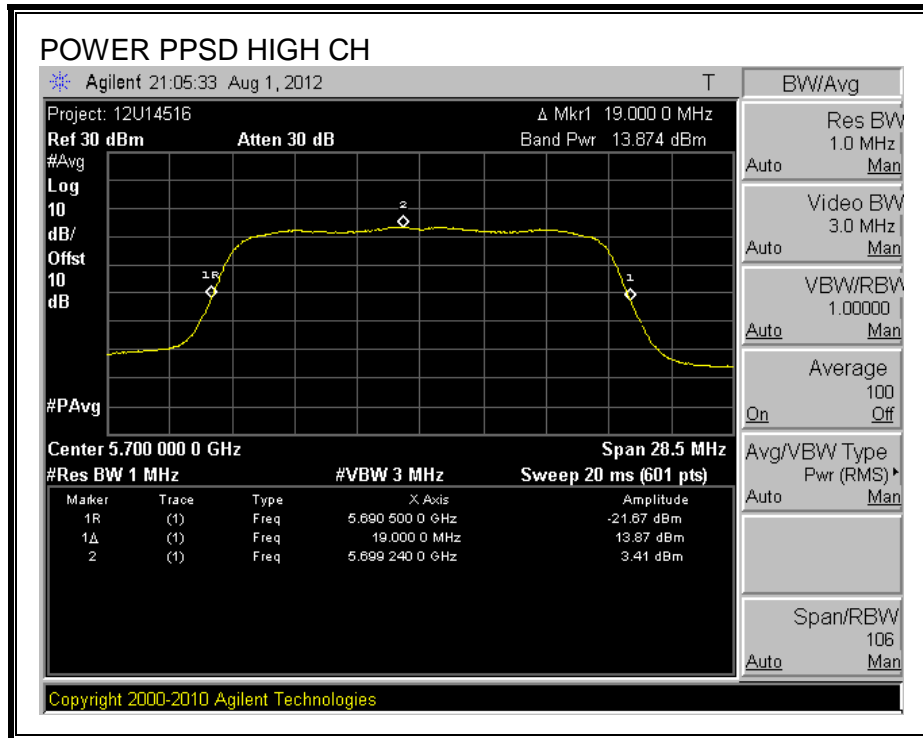 POWER PPSD HIGH CH
Agilent 21:05:33 Aug 1, 2012 T
Project: 12U14516 Δ Mkr1 19.000 0 MHz
Ref 30 dBm Atten 30 dB Band Pwr 13.874 dBm
#Avg
Log
10
dB/
Offst
10
dB
#PAvg
2
1R
1
Center 5.700 000 0 GHz Span 28.5 MHz
#Res BW 1 MHz #VBW 3 MHz Sweep 20 ms (601 pts)
Marker Trace Type X Axis Amplitude
1R (1) Freq 5.690 500 0 GHz -21.67 dBm
1Δ (1) Freq 19.000 0 MHz 13.87 dBm
2 (1) Freq 5.699 240 0 GHz 3.41 dBm
Copyright 2000-2010 Agilent Technologies
BW/Avg
Res BW
1.0 MHz
Auto Man
Video BW
3.0 MHz
Auto Man
VBW/RBW
1.00000
Auto Man
Average
100
On Off
Avg/VBW Type
Pwr (RMS)
Auto Man
Span/RBW
106
Auto Man